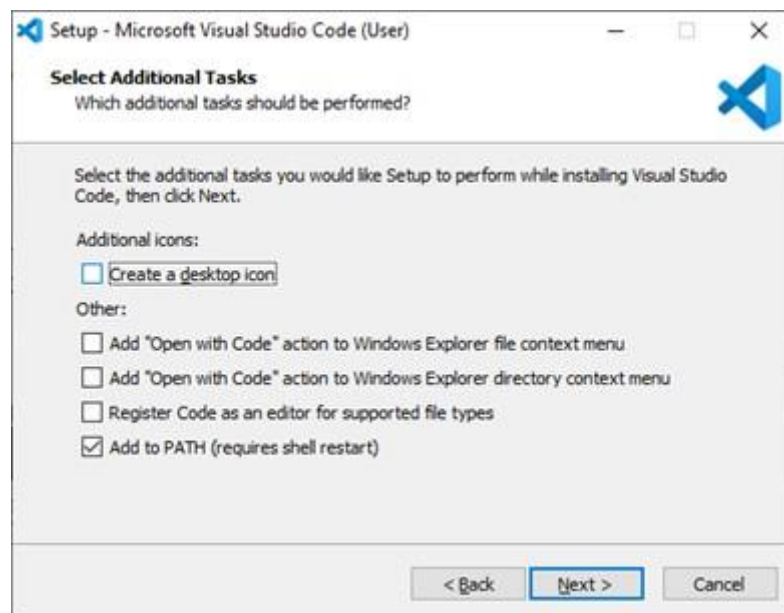 Setup - Microsoft Visual Studio Code (User)
Select Additional Tasks
Which additional tasks should be performed?
Select the additional tasks you would like Setup to perform while installing Visual Studio
Code, then click Next.
Additional icons:
Create a desktop icon
Other:
Add "Open with Code" action to Windows Explorer file context menu
Add "Open with Code" action to Windows Explorer directory context menu
Register Code as an editor for supported file types
Add to PATH (requires shell restart)
< Back Next > Cancel